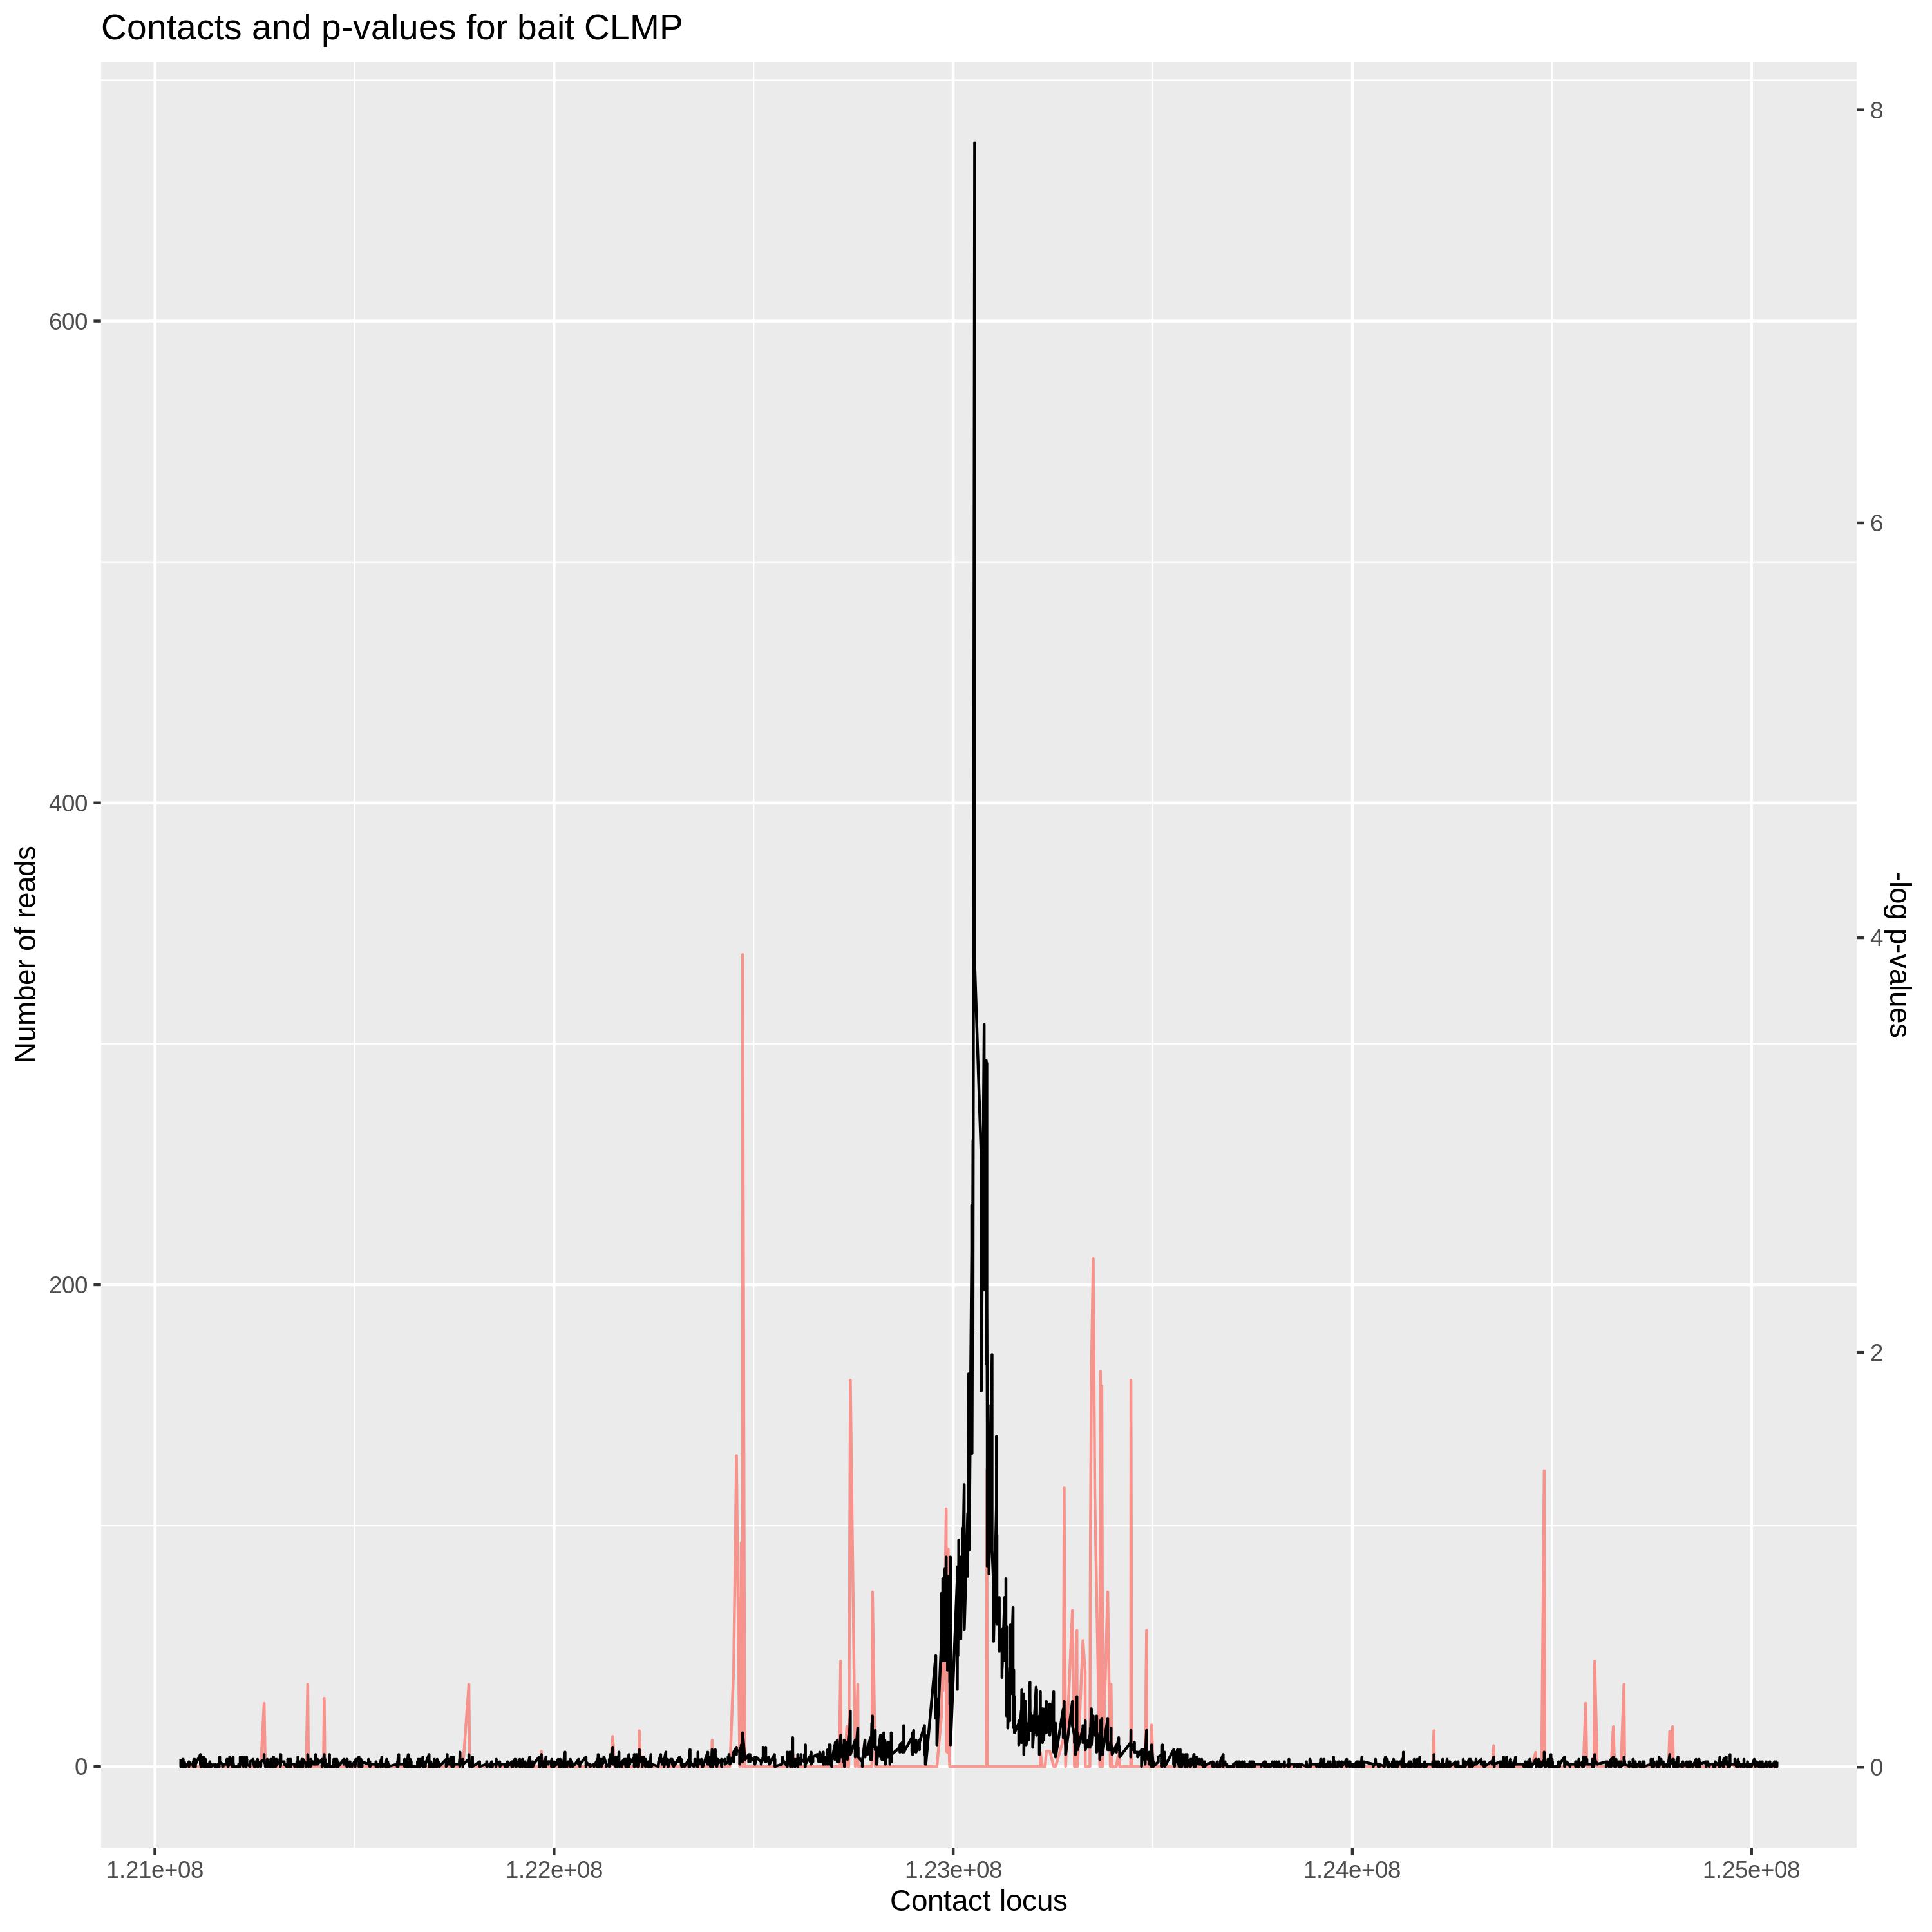 Contacts and p-values for bait CLMP
Number of reads
600
400
200
0
8
6
4
2
0
-log p-values
1.21e+08
1.22e+08
1.23e+08
1.24e+08
1.25e+08
Contact locus